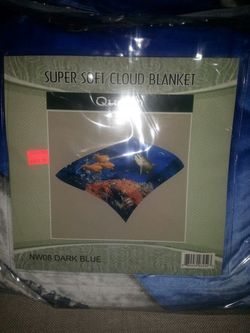 SUPER SOFT CLOUD BLANKET
NW08 DARK BLUE